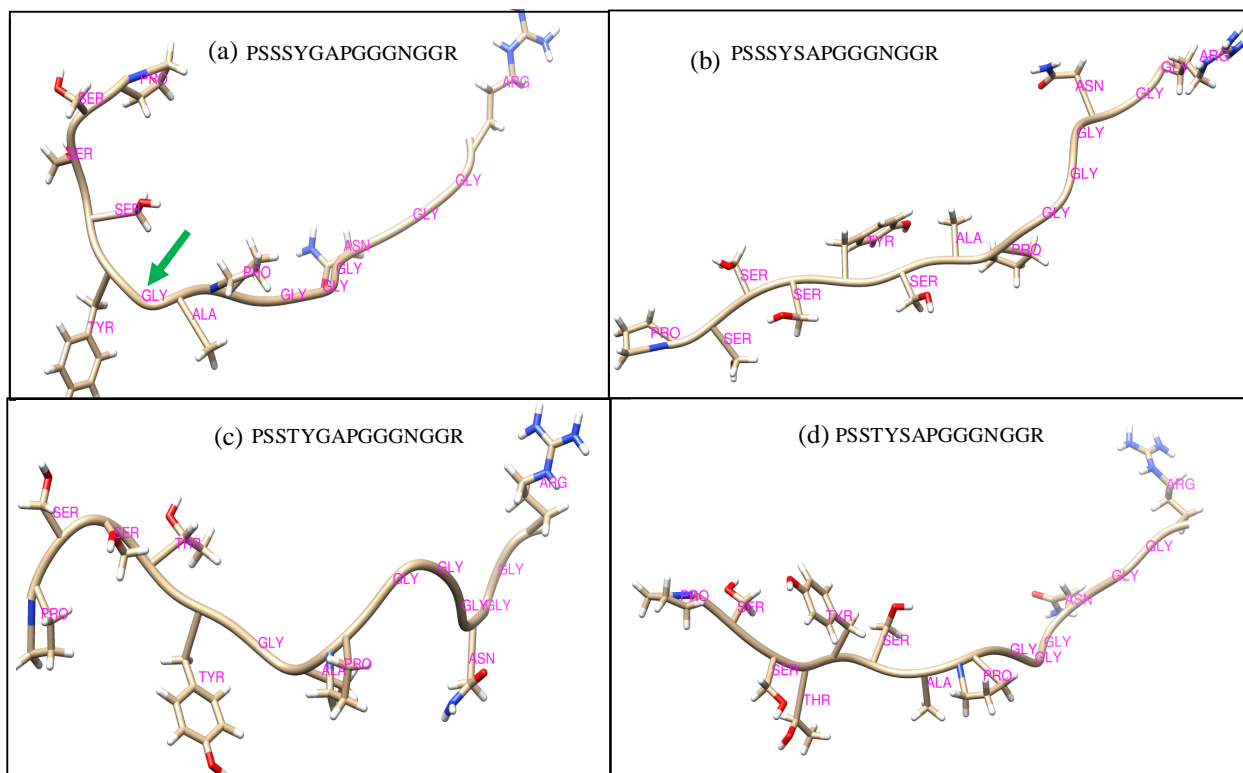 (a) PSSSYGAPGGGNGGR
PRO
SER
SER
SER
TYR
GLY
ALA
PRO
GLY
GLY
GLY
ASN
GLY
GLY
ARG
(b) PSSSYSAPGGGNGGR
PRO
SER
SER
SER
TYR
SER
ALA
PRO
GLY
GLY
GLY
ASN
GLY
GLY
ARG
(c) PSSTYGAPGGGNGGR
PRO
SER
SER
THR
TYR
GLY
ALA
PRO
GLY
GLY
GLY
ASN
GLY
GLY
ARG
(d) PSSTYSAPGGGNGGR
PRO
SER
SER
THR
TYR
SER
ALA
PRO
GLY
GLY
GLY
ASN
GLY
GLY
ARG